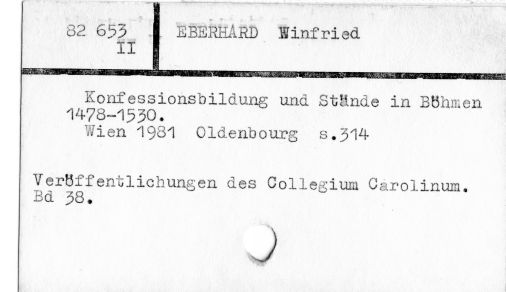 82 653
II
EBERHARD Winfried
Konfessionsbildung und Stände in Böhmen
1478-1530.
Wien 1981 Oldenbourg s.314
Veröffentlichungen des Collegium Carolinum.
Bd 38.